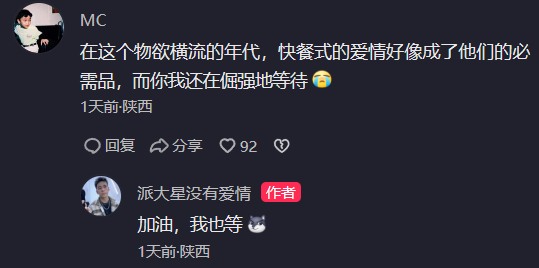 MC
在这个物欲横流的年代，快餐式的爱情好像成了他们的必
需品，而你我还在倔强地等待 😭
1天前·陕西
回复 分享 92
派大星没有爱情 作者
加油，我也等
1天前·陕西